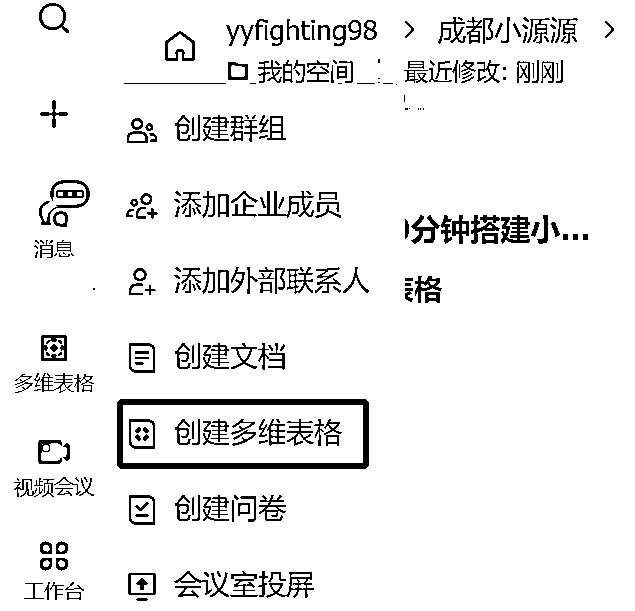 yyfighting98 > 成都小源源 >
我的空间 最近修改: 刚刚
创建群组
添加企业成员
分钟搭建小...
消息
添加外部联系人
表格
创建文档
多维表格
创建多维表格
视频会议
创建问卷
工作台
会议室投屏